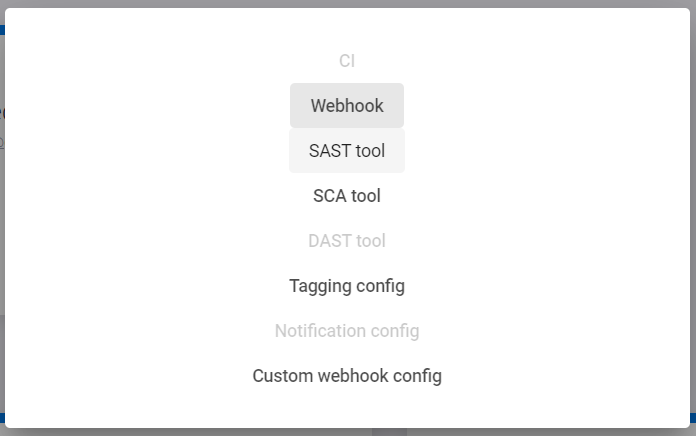 CI
Webhook
SAST tool
SCA tool
DAST tool
Tagging config
Notification config
Custom webhook config